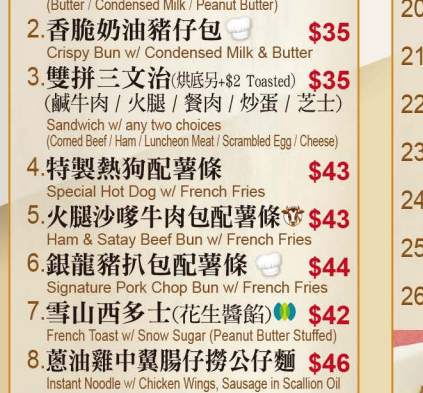 (Butter / Condensed Milk / Peanut Butter)
2.香脆奶油豬仔包 $35
Crispy Bun w/ Condensed Milk & Butter
3.雙拼三文治(烘底另+$2 Toasted) $35
(鹹牛肉 / 火腿 / 餐肉 / 炒蛋 / 芝士)
Sandwich w/ any two choices
(Corned Beef / Ham / Luncheon Meat / Scrambled Egg / Cheese)
4.特製熱狗配薯條 $43
Special Hot Dog w/ French Fries
5.火腿沙嗲牛肉包配薯條 $43
Ham & Satay Beef Bun w/ French Fries
6.銀龍豬扒包配薯條 $44
Signature Pork Chop Bun w/ French Fries
7.雪山西多士(花生醬餡) $42
French Toast w/ Snow Sugar (Peanut Butter Stuffed)
8.蔥油雞中翼腸仔撈公仔麵 $46
Instant Noodle w/ Chicken Wings, Sausage in Scallion Oil
20
21
22
23
24
25
26